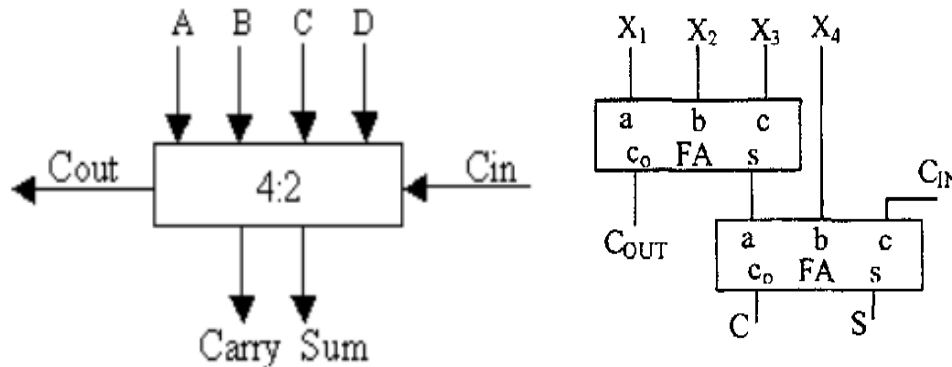 A B C D
Cout 4:2 Cin
Carry Sum
X1 X2 X3 X4
a b c
co FA s
CIN
COUT
a b c
co FA s
C S